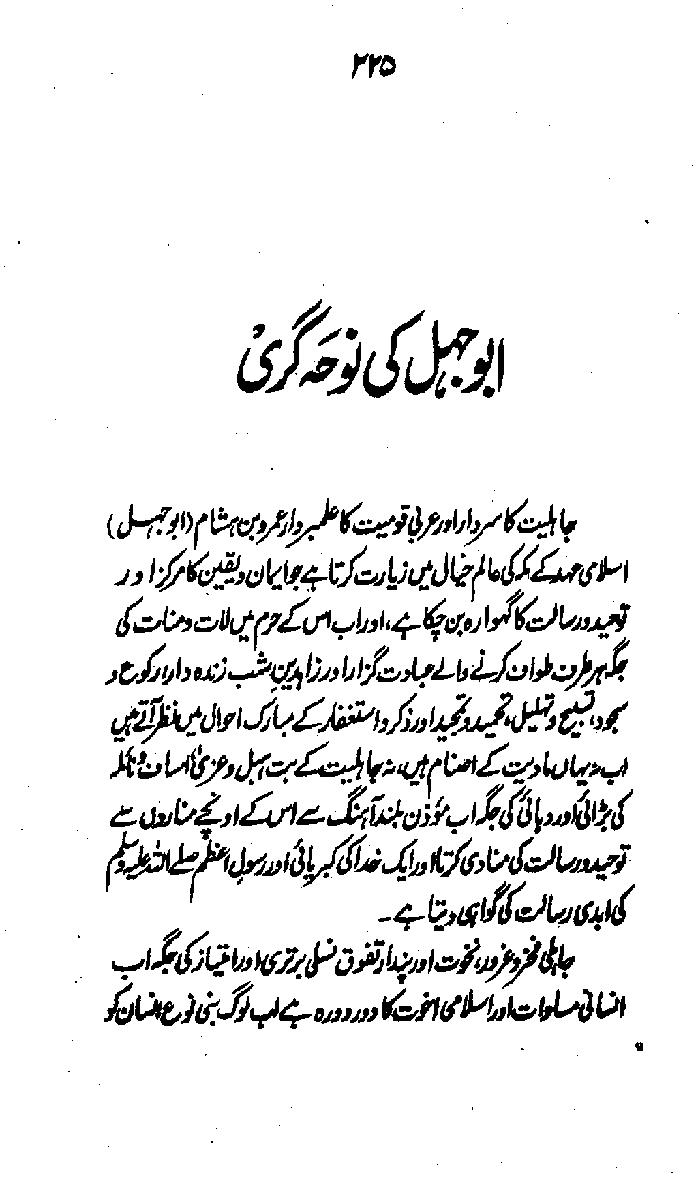 ۲۲۵
ابوجہل کی نوحہ گری
جاہلیت کا سردار اور عربی قومیت کا علمبردار عمرو بن ہشام (ابوجہل)
اسلامی عہد کے مکہ کی عالم خیال میں زیارت کرتا ہے جو ایمان و یقین کا مرکز اور
توحید و رسالت کا گہوارہ بن چکا ہے، اور اب اس کے حرم میں لات و منات کی
جگہ ہر طرف طواف کرنے والے عبادت گزار اور زاہدینِ شب زندہ دار اور رکوع و
سجود، تسبیح و تہلیل، تحمید و تمجید اور ذکر و استغفار کے مبارک احوال میں نظر آتے ہیں
اب نہ یہاں مادیت کے اصنام ہیں، نہ جاہلیت کے بت ہبل و عزیٰ اساف و نائلہ
کی بڑائی اور دہائی کی جگہ اب مؤذن بلند آہنگ سے اس کے اونچے مناروں سے
توحید و رسالت کی منادی کرتا اور ایک خدا کی کبریائی اور رسولِ اعظم صلے اللہ علیہ وسلم
کی ابدی رسالت کی گواہی دیتا ہے۔
جاہلی فخر و غرور، نخوت اور پندار تفوق نسلی برتری اور امتیاز کی جگہ اب
انسانی مساوات اور اسلامی اخوت کا دور دورہ ہے اب لوگ بنی نوع انسان کو